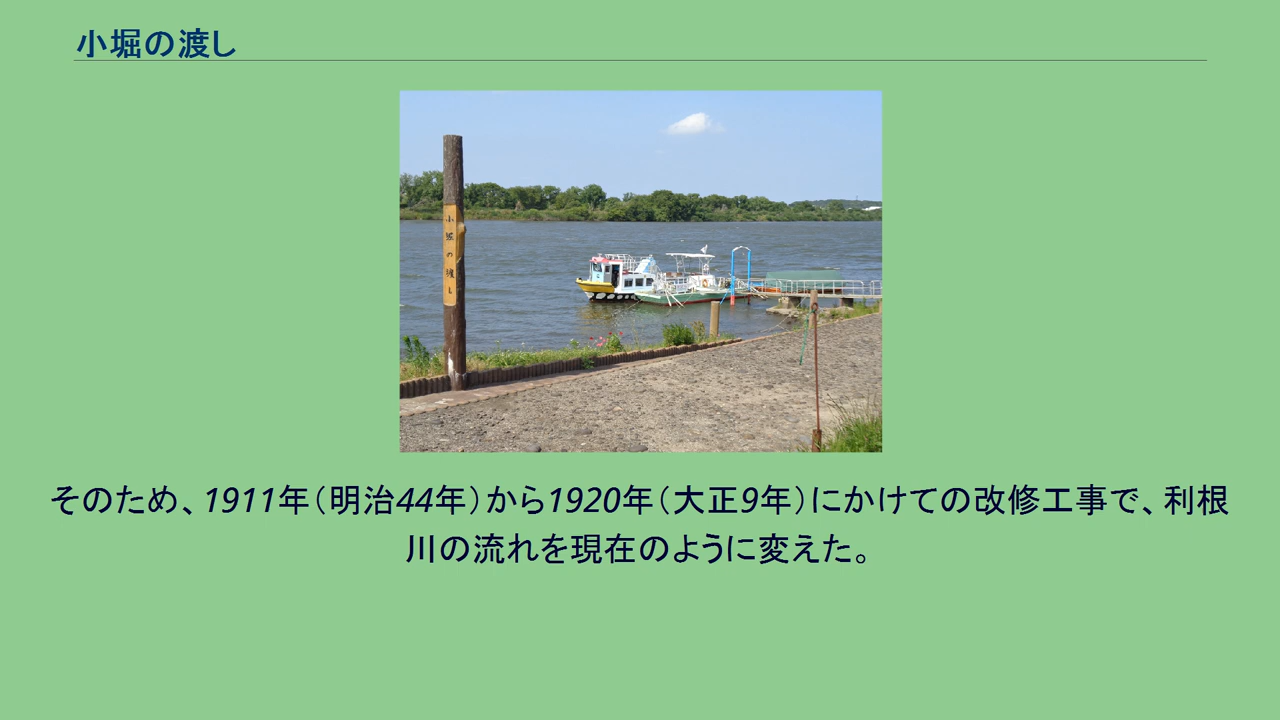 小堀の渡し
小堀の渡し
そのため、1911年（明治44年）から1920年（大正9年）にかけての改修工事で、利根
川の流れを現在のように変えた。